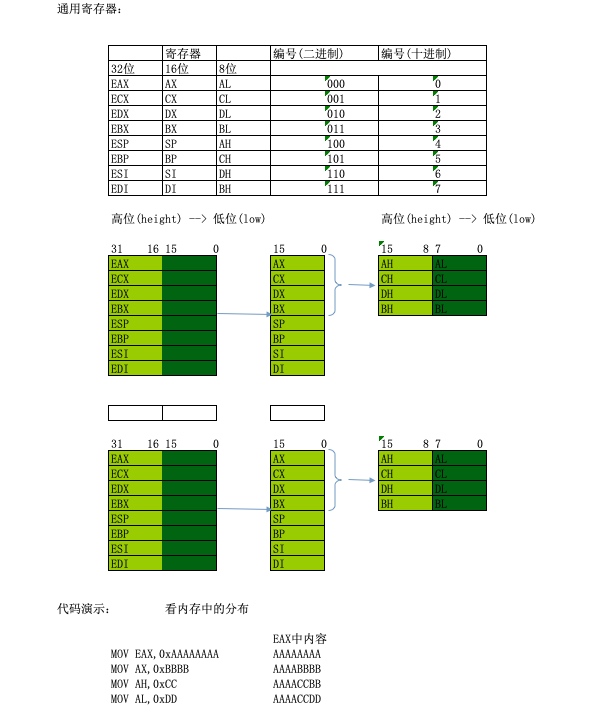 通用寄存器：
寄存器 编号(二进制) 编号(十进制)
32位 16位 8位
EAX AX AL 000 0
ECX CX CL 001 1
EDX DX DL 010 2
EBX BX BL 011 3
ESP SP AH 100 4
EBP BP CH 101 5
ESI SI DH 110 6
EDI DI BH 111 7
高位(height) --> 低位(low) 高位(height) --> 低位(low)
31 16 15 0 15 0 15 8 7 0
EAX AX AH AL
ECX CX CH CL
EDX DX DH DL
EBX BX BH BL
ESP SP
EBP BP
ESI SI
EDI DI
31 16 15 0 15 0 15 8 7 0
EAX AX AH AL
ECX CX CH CL
EDX DX DH DL
EBX BX BH BL
ESP SP
EBP BP
ESI SI
EDI DI
代码演示： 看内存中的分布
EAX中内容
MOV EAX,0xAAAAAAAA AAAAAAAA
MOV AX,0xBBBB AAAABBBB
MOV AH,0xCC AAAACCBB
MOV AL,0xDD AAAACCDD